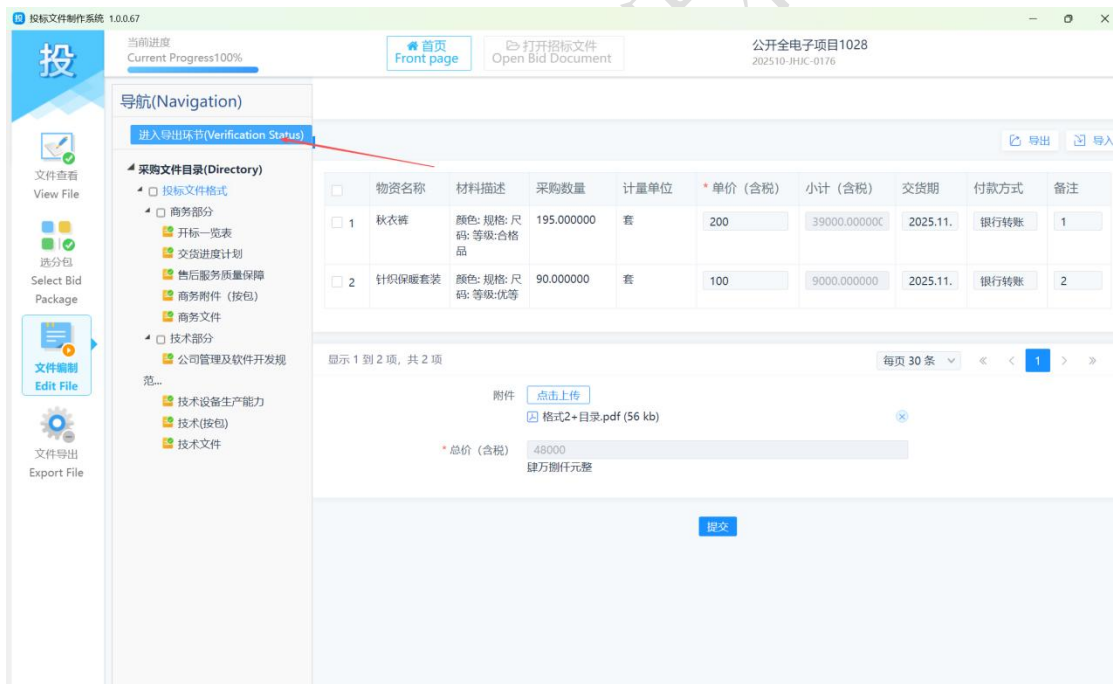 投标文件制作系统 1.0.0.67
投
当前进度
Current Progress100%
首页
Front page
打开招标文件
Open Bid Document
公开全电子项目1028
202510-JHJC-0176
文件查看
View File
选分包
Select Bid
Package
文件编制
Edit File
文件导出
Export File
导航(Navigation)
进入导出环节(Verification Status)
采购文件目录(Directory)
投标文件格式
商务部分
开标一览表
交货进度计划
售后服务质量保障
商务附件（按包）
商务文件
技术部分
公司管理及软件开发规
范...
技术设备生产能力
技术(按包)
技术文件
导出 导入
物资名称 材料描述 采购数量 计量单位 * 单价（含税） 小计（含税） 交货期 付款方式 备注
1 秋衣裤 颜色: 规格: 尺 195.000000 套 200 39000.00000C 2025.11. 银行转账 1
码: 等级:合格
品
2 针织保暖套装 颜色: 规格: 尺 90.000000 套 100 9000.000000 2025.11. 银行转账 2
码: 等级:优等
显示 1 到 2 项, 共 2 项
每页 30 条 1
附件 点击上传
格式2+目录.pdf (56 kb)
* 总价（含税） 48000
肆万捌仟元整
提交